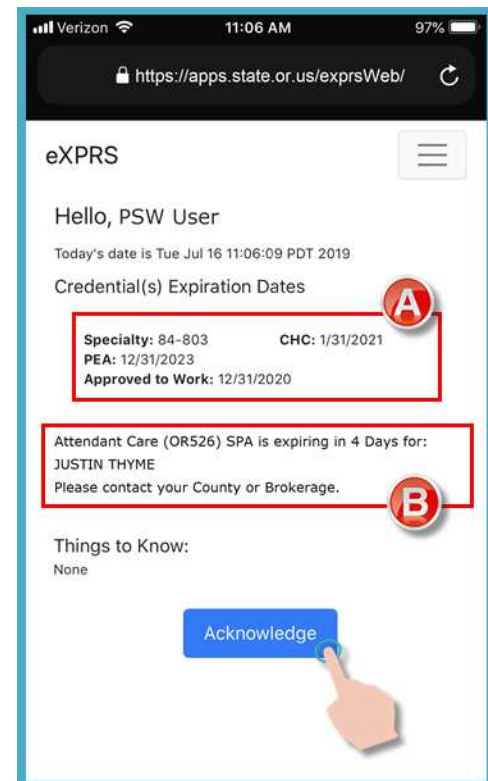 Verizon 11:06 AM 97%
https://apps.state.or.us/exprsWeb/
eXPRS
Hello, PSW User
Today's date is Tue Jul 16 11:06:09 PDT 2019
Credential(s) Expiration Dates
A
Specialty: 84-803 CHC: 1/31/2021
PEA: 12/31/2023
Approved to Work: 12/31/2020
Attendant Care (OR526) SPA is expiring in 4 Days for:
JUSTIN THYME
Please contact your County or Brokerage.
B
Things to Know:
None
Acknowledge